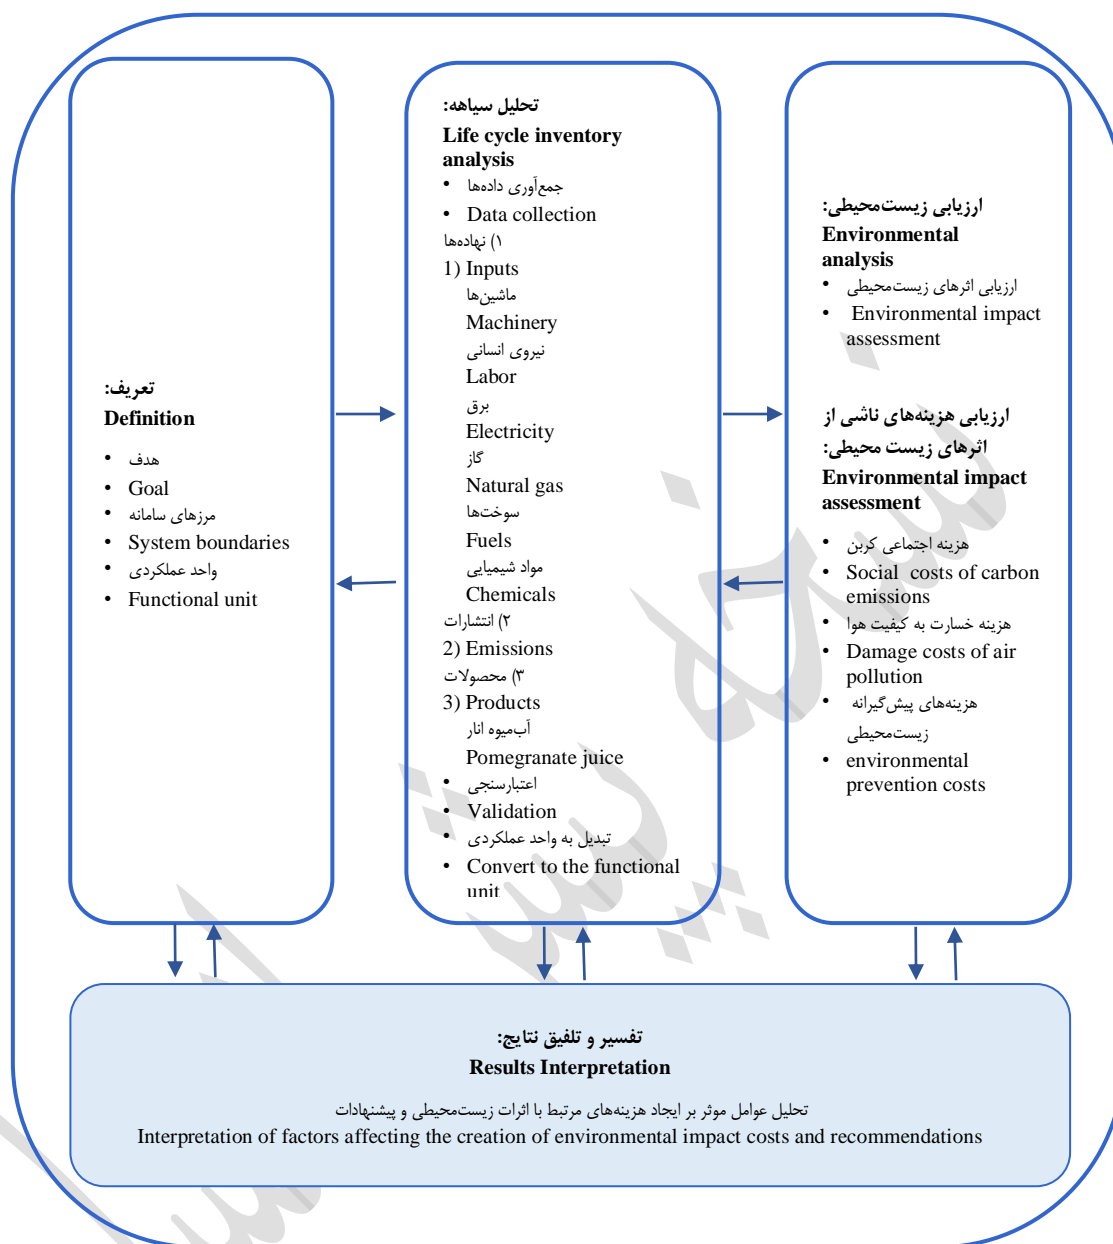 تعریف:
Definition
• هدف
• Goal
• مرزهای سامانه
• System boundaries
• واحد عملکردی
• Functional unit
تحلیل سیاهه:
Life cycle inventory
analysis
• جمع‌آوری داده‌ها
• Data collection
۱) نهاده‌ها
1) Inputs
ماشین‌ها
Machinery
نیروی انسانی
Labor
برق
Electricity
گاز
Natural gas
سوخت‌ها
Fuels
مواد شیمیایی
Chemicals
۲) انتشارات
2) Emissions
۳) محصولات
3) Products
آب‌میوه انار
Pomegranate juice
• اعتبارسنجی
• Validation
• تبدیل به واحد عملکردی
• Convert to the functional
unit
ارزیابی زیست‌محیطی:
Environmental
analysis
• ارزیابی اثرهای زیست‌محیطی
• Environmental impact
assessment
ارزیابی هزینه‌های ناشی از
اثرهای زیست محیطی:
Environmental impact
assessment
• هزینه اجتماعی کربن
• Social costs of carbon
emissions
• هزینه خسارت به کیفیت هوا
• Damage costs of air
pollution
• هزینه‌های پیش‌گیرانه
زیست‌محیطی
• environmental
prevention costs
تفسیر و تلفیق نتایج:
Results Interpretation
تحلیل عوامل موثر بر ایجاد هزینه‌های مرتبط با اثرات زیست‌محیطی و پیشنهادات
Interpretation of factors affecting the creation of environmental impact costs and recommendations